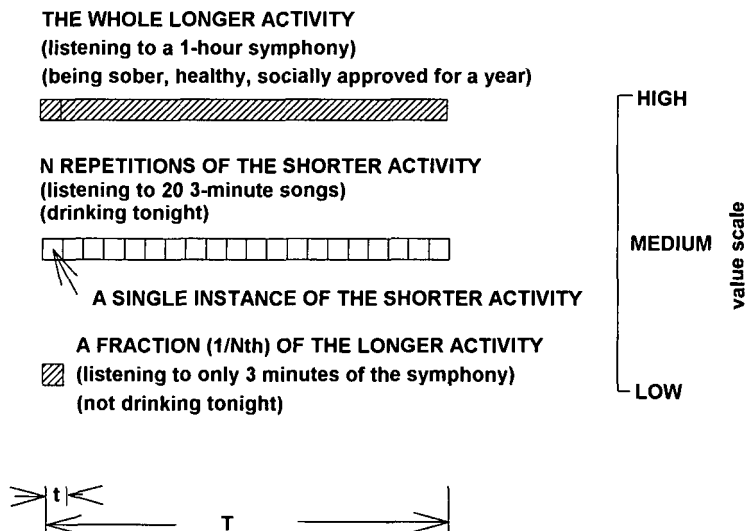 THE WHOLE LONGER ACTIVITY
(listening to a 1-hour symphony)
(being sober, healthy, socially approved for a year)
HIGH
N REPETITIONS OF THE SHORTER ACTIVITY
(listening to 20 3-minute songs)
(drinking tonight)
MEDIUM
value scale
A SINGLE INSTANCE OF THE SHORTER ACTIVITY
A FRACTION (1/Nth) OF THE LONGER ACTIVITY
(listening to only 3 minutes of the symphony)
(not drinking tonight)
LOW
t
T